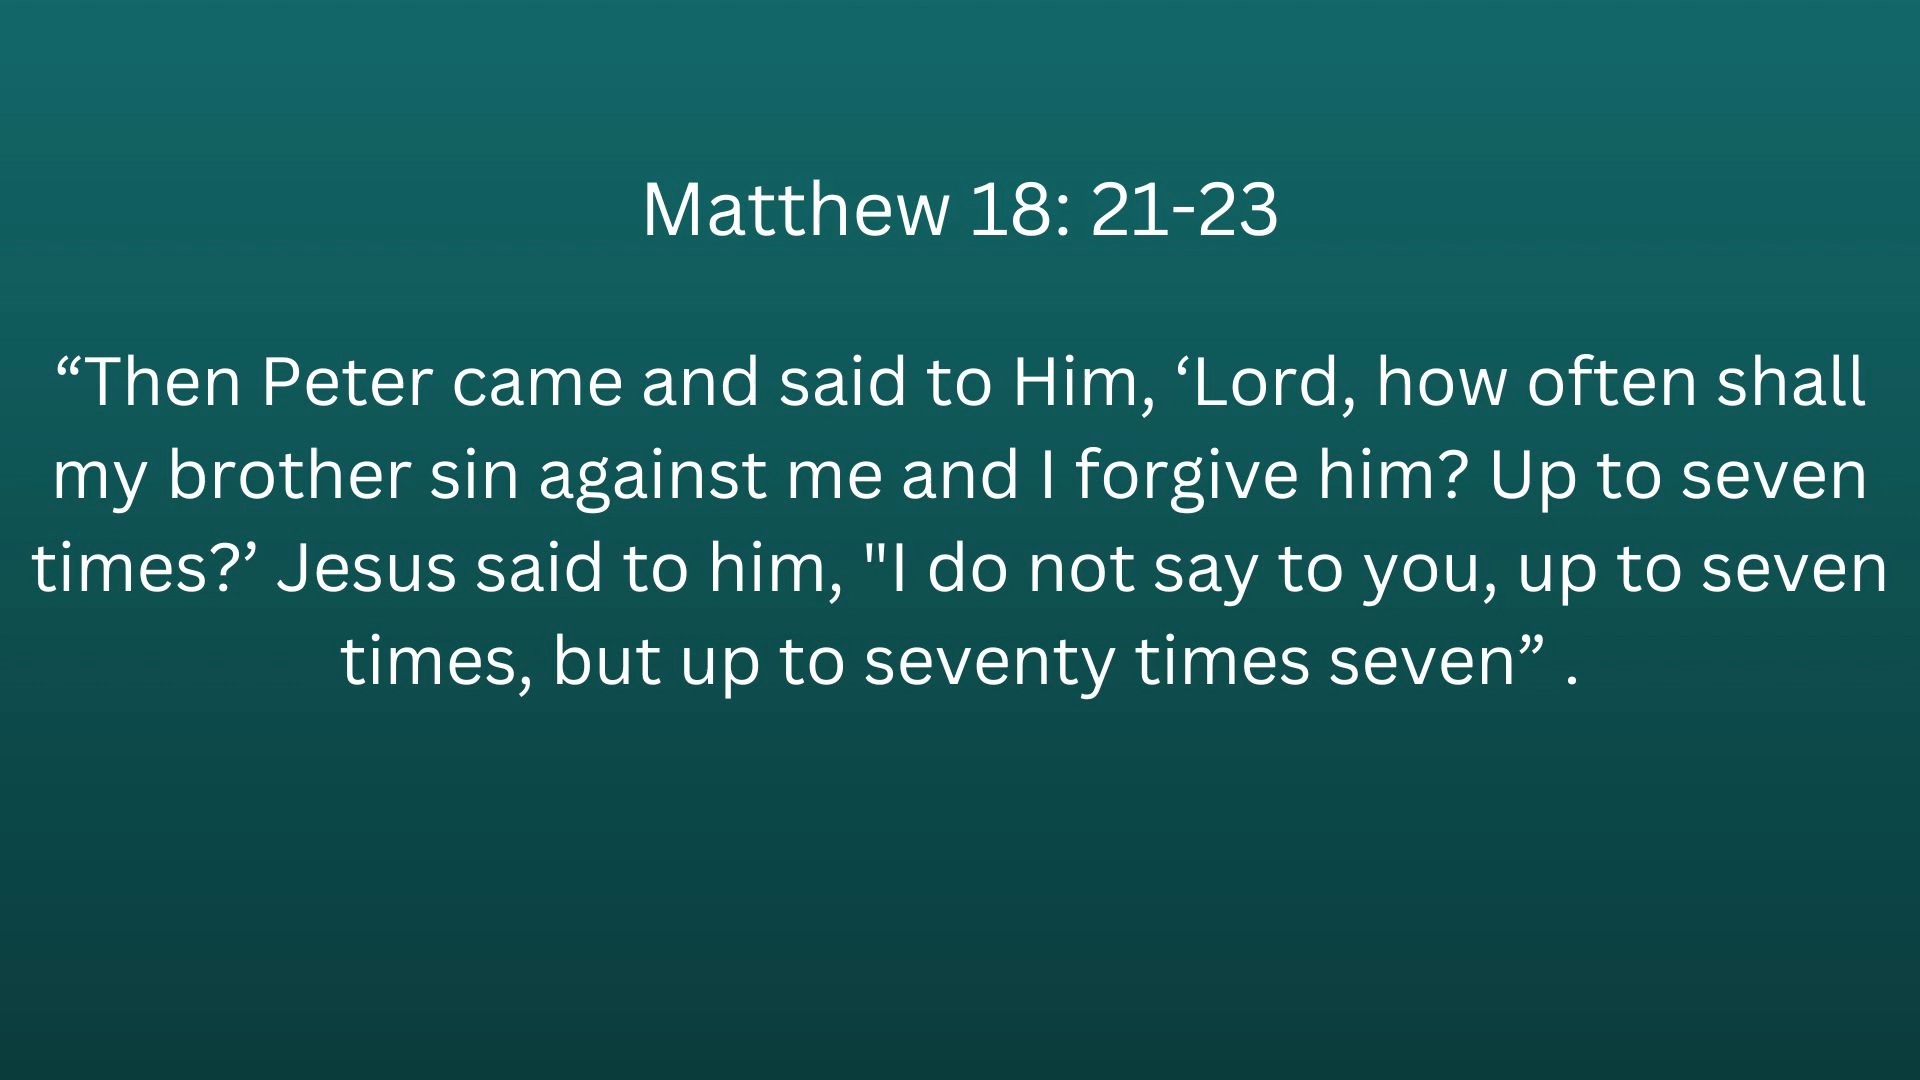 Matthew 18: 21-23
“Then Peter came and said to Him, ‘Lord, how often shall
my brother sin against me and I forgive him? Up to seven
times?’ Jesus said to him, "I do not say to you, up to seven
times, but up to seventy times seven” .